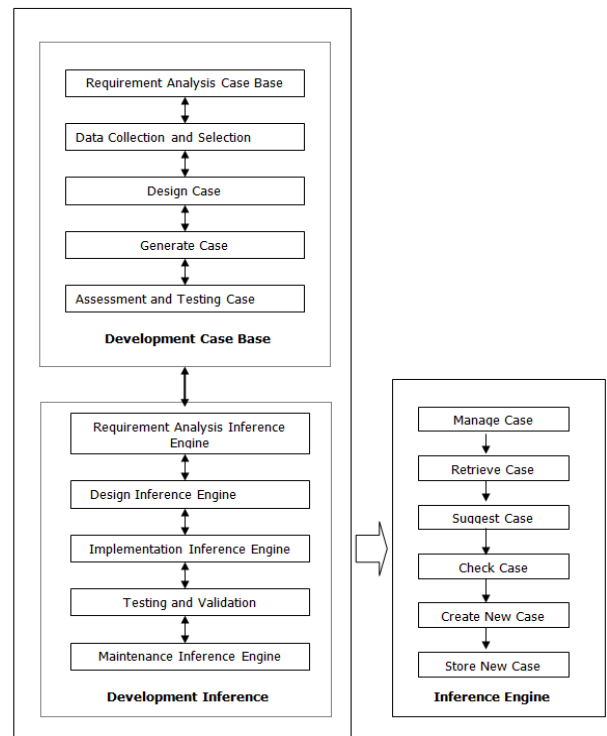 Requirement Analysis Case Base
Data Collection and Selection
Design Case
Generate Case
Assessment and Testing Case
Development Case Base
Requirement Analysis Inference
Engine
Design Inference Engine
Implementation Inference Engine
Testing and Validation
Maintenance Inference Engine
Development Inference
Manage Case
Retrieve Case
Suggest Case
Check Case
Create New Case
Store New Case
Inference Engine